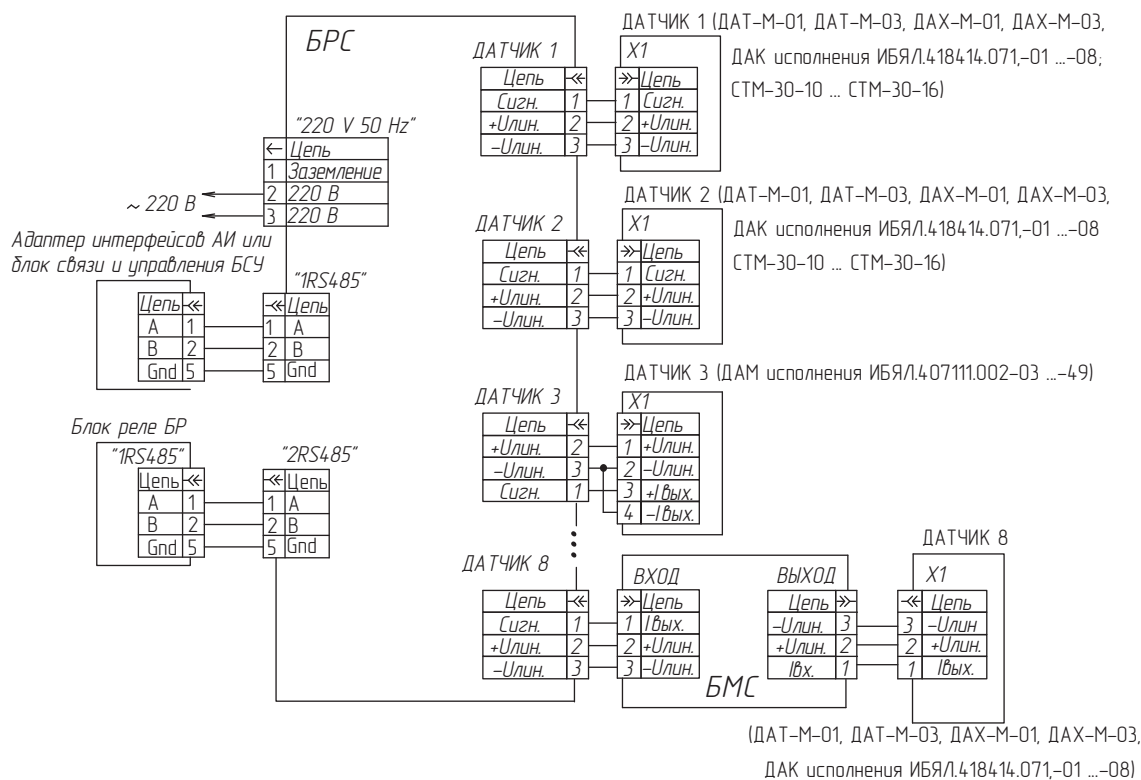 БРС
"220 V 50 Hz"
Цепь
1 Заземление
2 220 В
3 220 В
~ 220 В
Адаптер интерфейсов АИ или
блок связи и управления БСУ
Цепь
A 1
B 2
Gnd 5
"1RS485"
Цепь
1 A
2 B
5 Gnd
Блок реле БР
"1RS485"
Цепь
A 1
B 2
Gnd 5
"2RS485"
Цепь
1 A
2 B
5 Gnd
ДАТЧИК 1
Цепь
Сигн. 1
+Uлин. 2
–Uлин. 3
X1
Цепь
1 Сигн.
2 +Uлин.
3 –Uлин.
ДАТЧИК 1 (ДАТ–М–01, ДАТ–М–03, ДАХ–М–01, ДАХ–М–03,
ДАК исполнения ИБЯЛ.418414.071,–01 ...–08;
СТМ–30–10 ... СТМ–30–16)
ДАТЧИК 2
Цепь
Сигн. 1
+Uлин. 2
–Uлин. 3
X1
Цепь
1 Сигн.
2 +Uлин.
3 –Uлин.
ДАТЧИК 2 (ДАТ–М–01, ДАТ–М–03, ДАХ–М–01, ДАХ–М–03,
ДАК исполнения ИБЯЛ.418414.071,–01 ...–08
СТМ–30–10 ... СТМ–30–16)
ДАТЧИК 3
Цепь
+Uлин. 2
–Uлин. 3
Сигн. 1
ДАТЧИК 3 (ДАМ исполнения ИБЯЛ.407111.002–03 ...–49)
X1
Цепь
1 +Uлин.
2 –Uлин.
3 +Iвых.
4 –Iвых.
ДАТЧИК 8
Цепь
Сигн. 1
+Uлин. 2
–Uлин. 3
ВХОД
Цепь
1 Iвых.
2 +Uлин.
3 –Uлин.
БМС
ВЫХОД
Цепь
–Uлин. 3
+Uлин. 2
Iвх. 1
ДАТЧИК 8
X1
Цепь
3 –Uлин
2 +Uлин.
1 Iвых.
(ДАТ–М–01, ДАТ–М–03, ДАХ–М–01, ДАХ–М–03,
ДАК исполнения ИБЯЛ.418414.071,–01 ...–08)